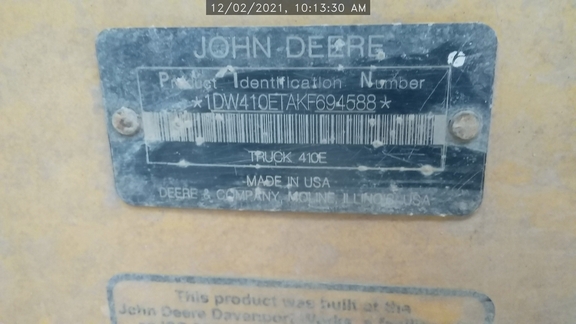 12/02/2021, 10:13:30 AM
JOHN DEERE
Product Identification Number
*1DW410ETAKF694588*
TRUCK 410E
MADE IN USA
DEERE & COMPANY, MOLINE, ILLINOIS, USA
This product was built at the
John Deere Davenport Works